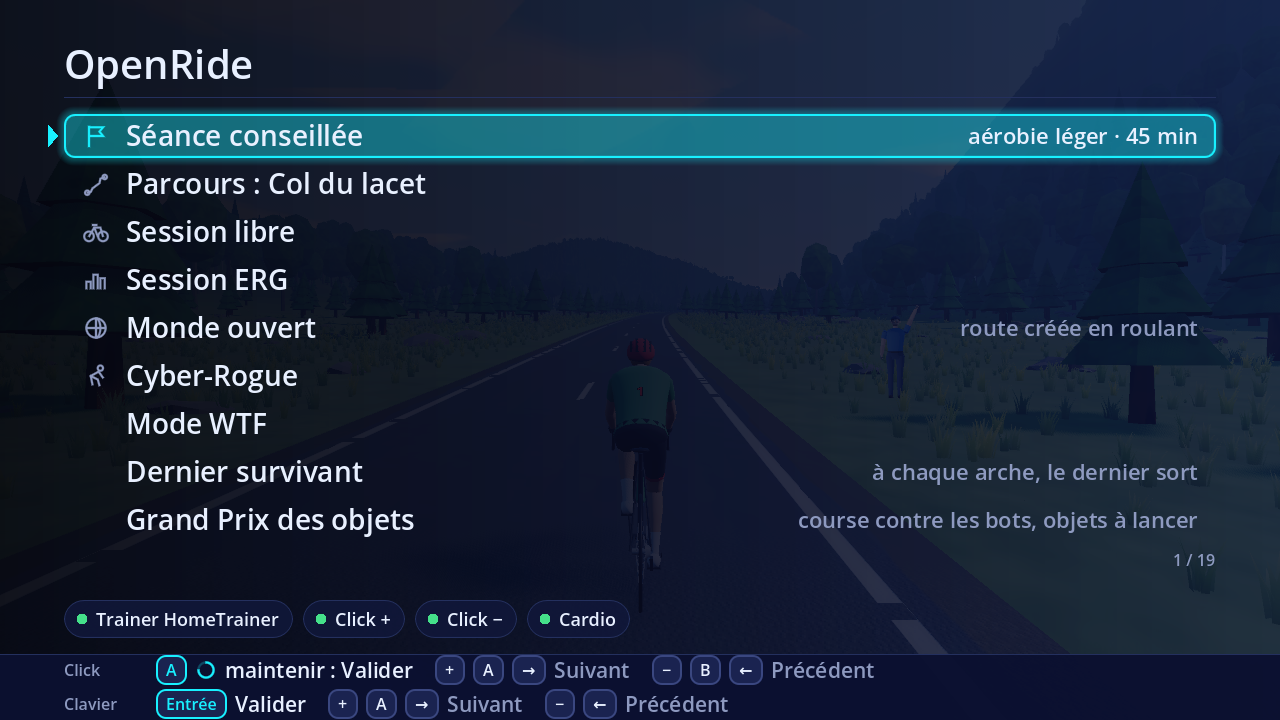 OpenRide
Séance conseillée aérobie léger · 45 min
Parcours : Col du lacet
Session libre
Session ERG
Monde ouvert route créée en roulant
Cyber-Rogue
Mode WTF
Dernier survivant à chaque arche, le dernier sort
Grand Prix des objets course contre les bots, objets à lancer
1 / 19
Trainer HomeTrainer Click + Click − Cardio
Click A maintenir : Valider + A → Suivant − B ← Précédent
Clavier Entrée Valider + A → Suivant − ← Précédent